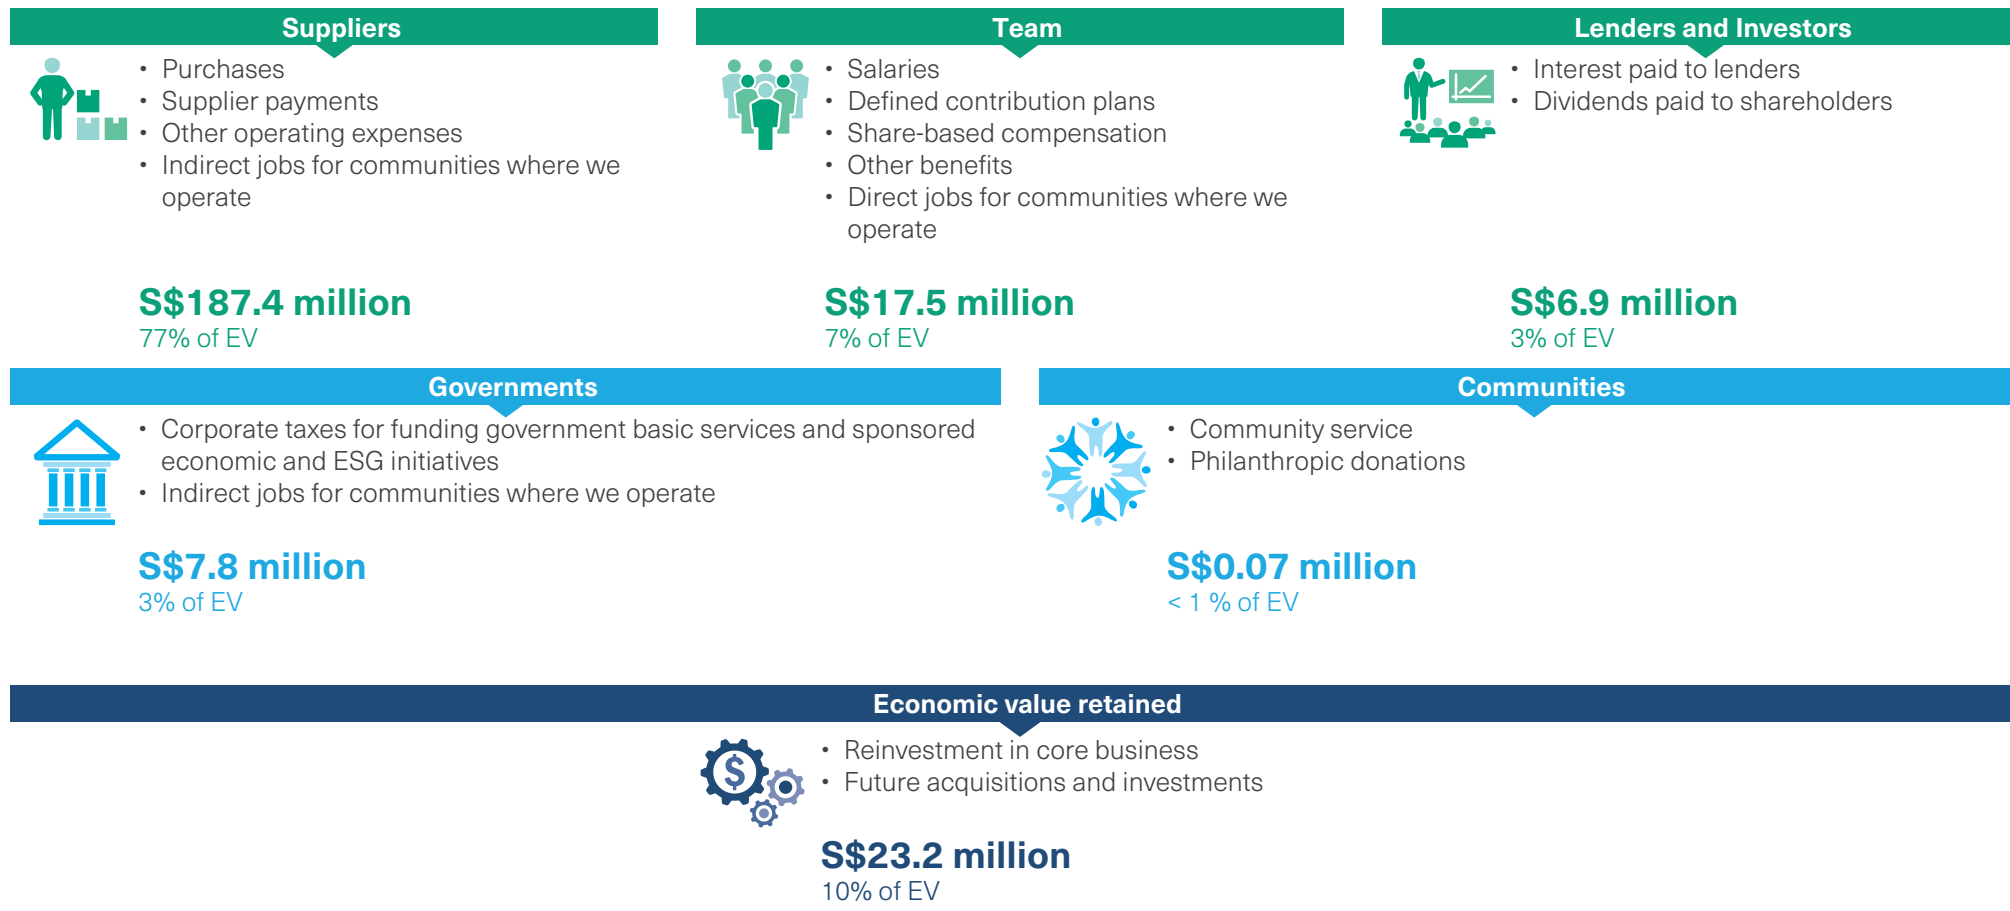 Suppliers
• Purchases
• Supplier payments
• Other operating expenses
• Indirect jobs for communities where we
operate
S$187.4 million
77% of EV
Team
• Salaries
• Defined contribution plans
• Share-based compensation
• Other benefits
• Direct jobs for communities where we
operate
S$17.5 million
7% of EV
Lenders and Investors
• Interest paid to lenders
• Dividends paid to shareholders
S$6.9 million
3% of EV
Governments
• Corporate taxes for funding government basic services and sponsored
economic and ESG initiatives
• Indirect jobs for communities where we operate
S$7.8 million
3% of EV
Communities
• Community service
• Philanthropic donations
S$0.07 million
< 1 % of EV
Economic value retained
$
• Reinvestment in core business
• Future acquisitions and investments
S$23.2 million
10% of EV